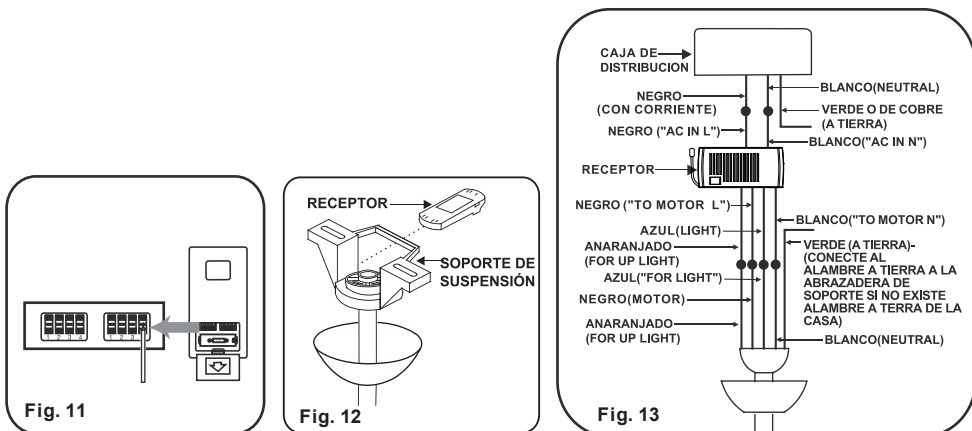 1 2 3 4
1 2 3
Fig. 11
RECEPTOR
SOPORTE DE
SUSPENSIÓN
Fig. 12
CAJA DE
DISTRIBUCION
NEGRO
(CON CORRIENTE)
NEGRO ("AC IN L")
BLANCO(NEUTRAL)
VERDE O DE COBRE
(A TIERRA)
BLANCO("AC IN N")
RECEPTOR
NEGRO ("TO MOTOR L")
AZUL(LIGHT)
ANARANJADO
(FOR UP LIGHT)
AZUL("FOR LIGHT")
NEGRO(MOTOR)
ANARANJADO
(FOR UP LIGHT)
BLANCO("TO MOTOR N")
VERDE (A TIERRA)-
(CONECTE AL
ALAMBRE A TIERRA A LA
ABRAZADERA DE
SOPORTE SI NO EXISTE
ALAMBRE A TERRA DE LA
CASA)
BLANCO(NEUTRAL)
Fig. 13